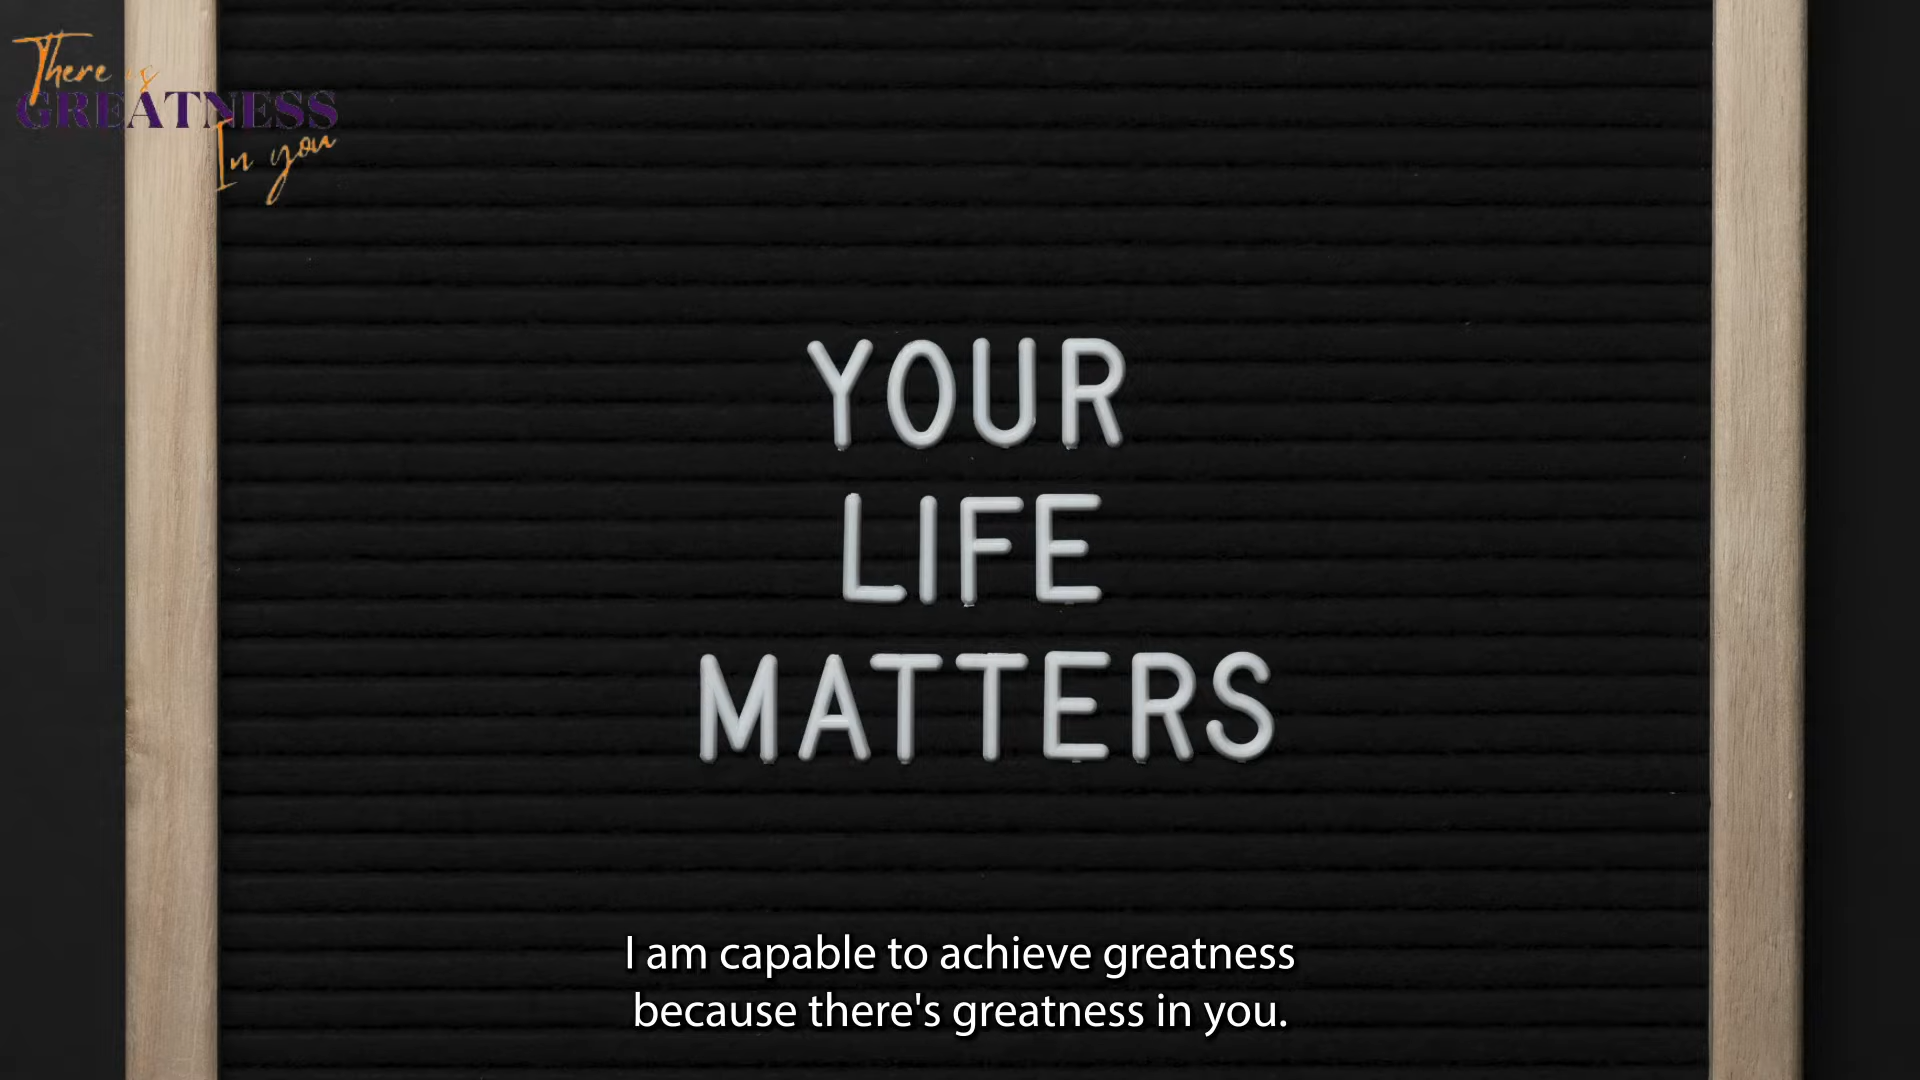 There is
GREATNESS
In you
YOUR
LIFE
MATTERS
I am capable to achieve greatness
because there's greatness in you.